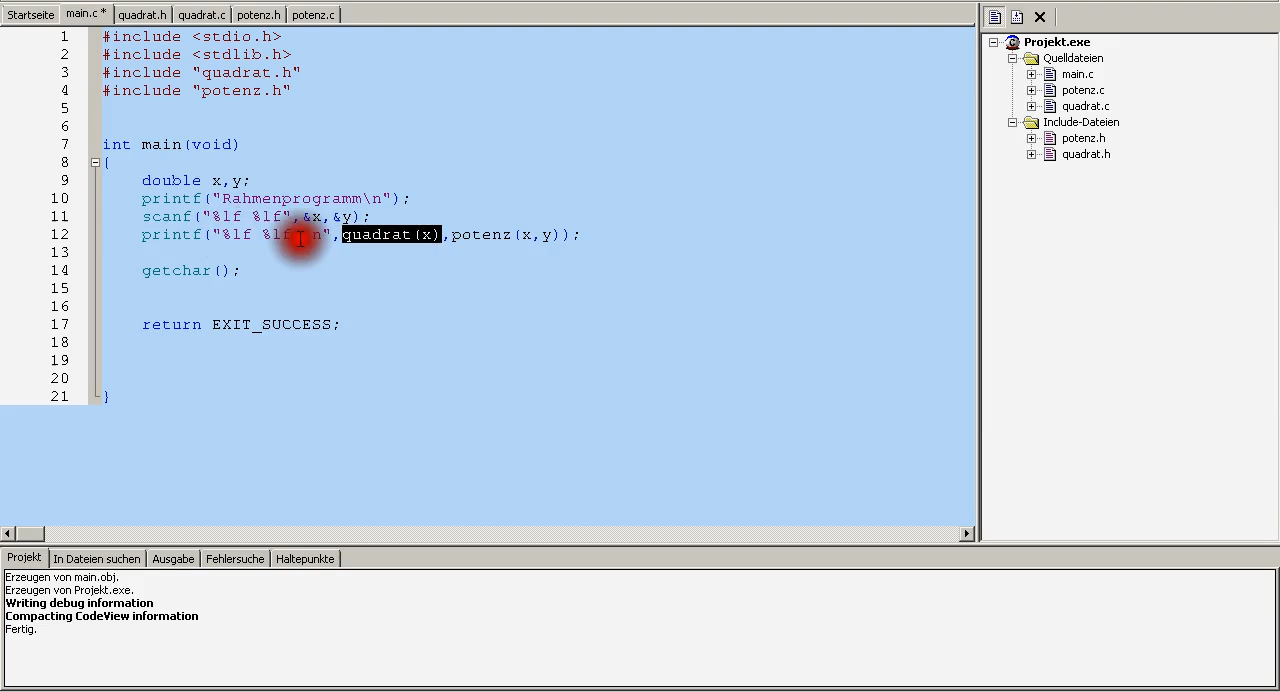 Startseite main.c * quadrat.h quadrat.c potenz.h potenz.c
1 #include <stdio.h>
2 #include <stdlib.h>
3 #include "quadrat.h"
4 #include "potenz.h"
5
6
7 int main(void)
8 {
9 double x,y;
10 printf("Rahmenprogramm\n");
11 scanf("%lf %lf",&x,&y);
12 printf("%lf %lf \n",quadrat(x),potenz(x,y));
13
14 getchar();
15
16
17 return EXIT_SUCCESS;
18
19
20
21 }
Projekt.exe
Quelldateien
main.c
potenz.c
quadrat.c
Include-Dateien
potenz.h
quadrat.h
Projekt In Dateien suchen Ausgabe Fehlersuche Haltepunkte
Erzeugen von main.obj.
Erzeugen von Projekt.exe.
Writing debug information
Compacting CodeView information
Fertig.